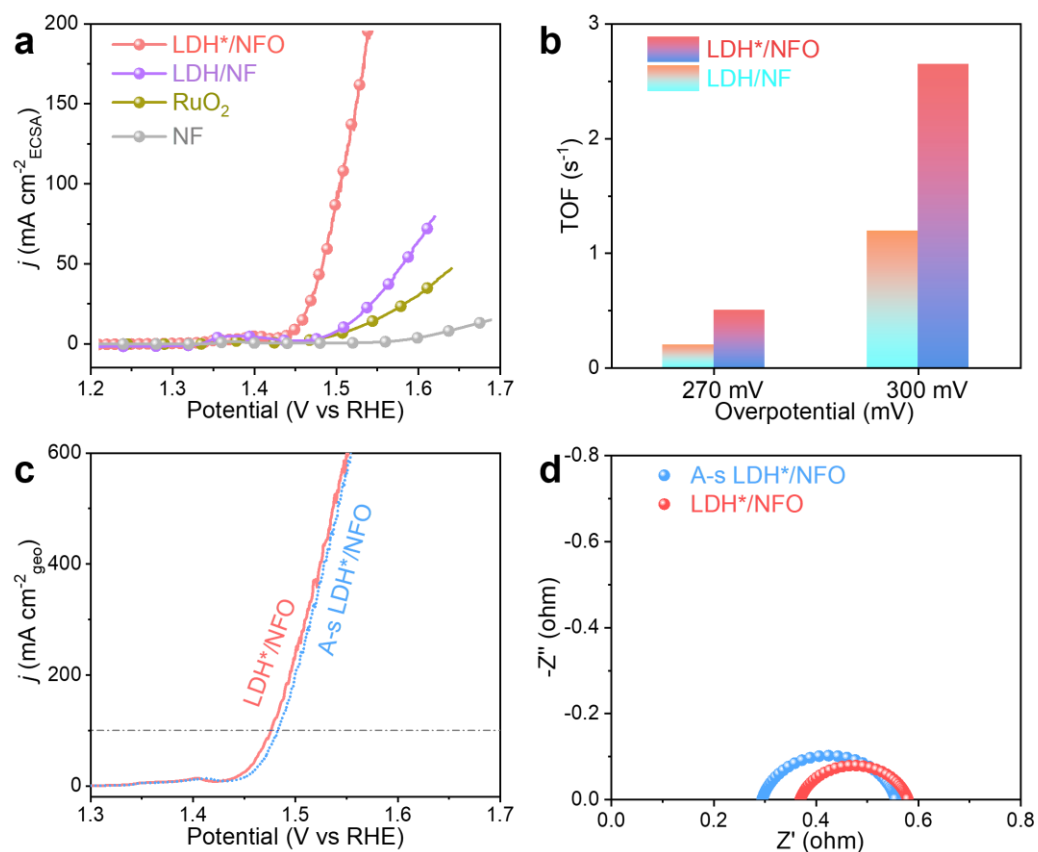 a
LDH*/NFO
LDH/NF
RuO₂
NF
j (mA cm⁻²ECSA)
200
150
100
50
0
1.2 1.3 1.4 1.5 1.6 1.7
Potential (V vs RHE)
b
LDH*/NFO
LDH/NF
TOF (s⁻¹)
3
2
1
0
270 mV 300 mV
Overpotential (mV)
c
LDH*/NFO
A-s LDH*/NFO
j (mA cm⁻²geo)
600
400
200
0
1.3 1.4 1.5 1.6 1.7
Potential (V vs RHE)
d
A-s LDH*/NFO
LDH*/NFO
-Z'' (ohm)
-0.8
-0.6
-0.4
-0.2
0.0
0.0 0.2 0.4 0.6 0.8
Z' (ohm)